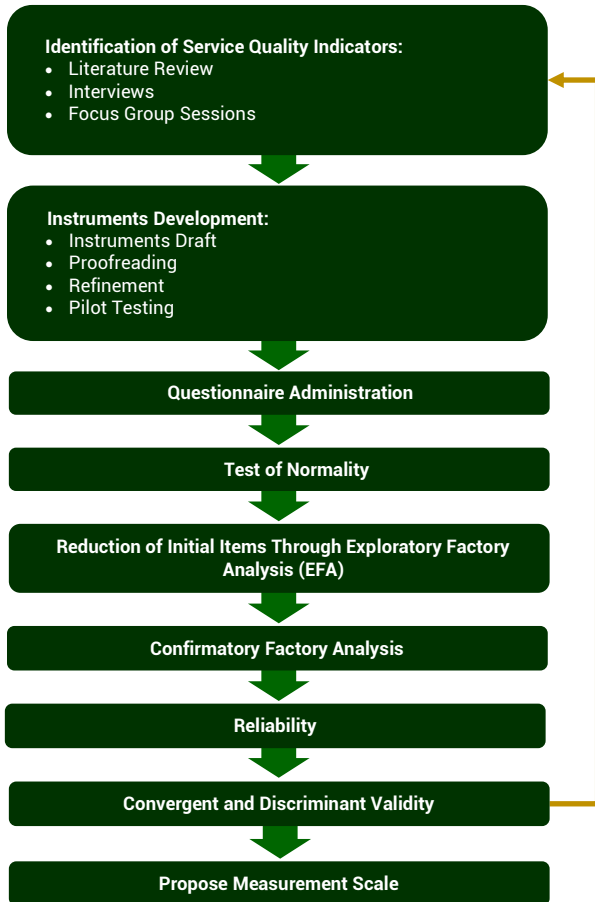 Identification of Service Quality Indicators:
• Literature Review
• Interviews
• Focus Group Sessions
Instruments Development:
• Instruments Draft
• Proofreading
• Refinement
• Pilot Testing
Questionnaire Administration
Test of Normality
Reduction of Initial Items Through Exploratory Factory
Analysis (EFA)
Confirmatory Factory Analysis
Reliability
Convergent and Discriminant Validity
Propose Measurement Scale